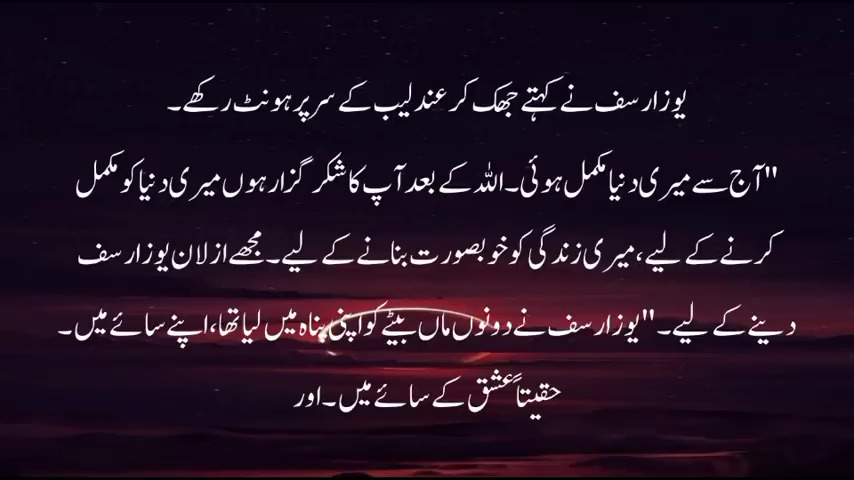 یوزارسف نے کہتے جھک کر عندلیب کے سر پر ہونٹ رکھے۔
"آج سے میری دنیا مکمل ہوئی۔ اللہ کے بعد آپ کا شکر گزار ہوں میری دنیا کو مکمل
کرنے کے لیے، میری زندگی کو خوبصورت بنانے کے لیے۔ مجھے ازلان یوزارسف
دینے کے لیے۔" یوزارسف نے دونوں ماں بیٹے کو اپنی پناہ میں لیا تھا، اپنے سائے میں۔
حقیتاً عشق کے سائے میں۔ اور